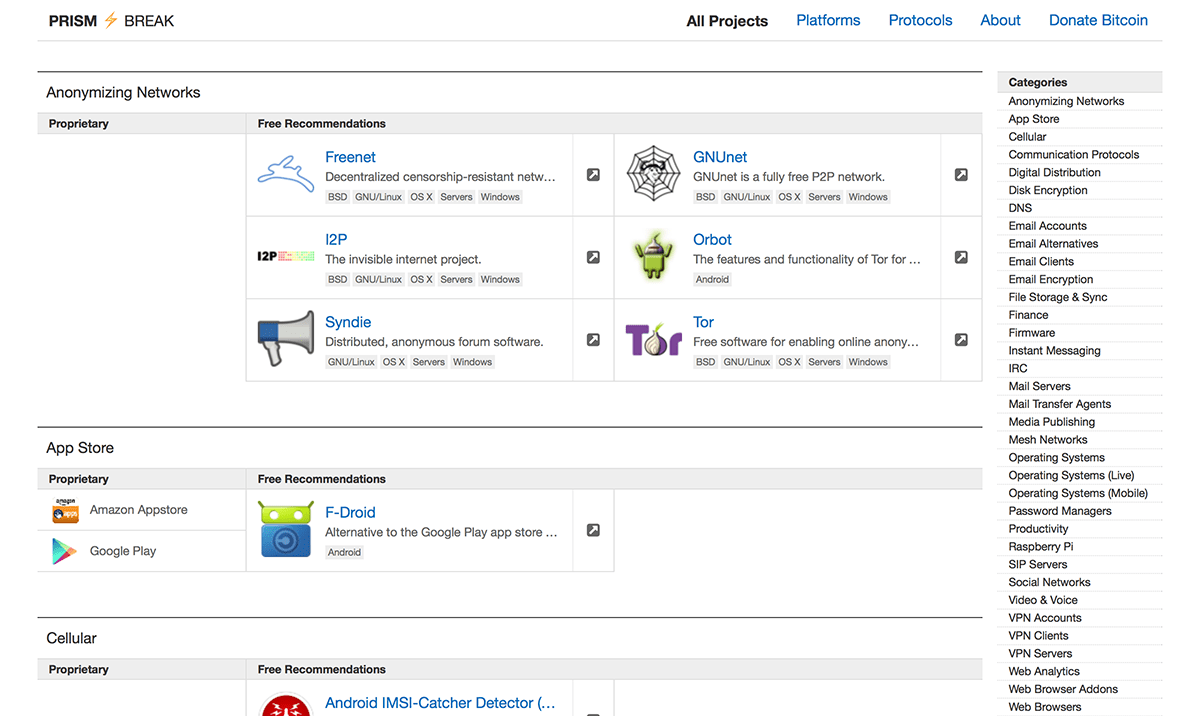 PRISM ⚡ BREAK
All Projects Platforms Protocols About Donate Bitcoin
Anonymizing Networks
Proprietary Free Recommendations
Freenet
Decentralized censorship-resistant netw…
BSD GNU/Linux OS X Servers Windows
GNUnet
GNUnet is a fully free P2P network.
BSD GNU/Linux OS X Servers Windows
I2P
I2P
The invisible internet project.
BSD GNU/Linux OS X Servers Windows
Orbot
The features and functionality of Tor for …
Android
Syndie
Distributed, anonymous forum software.
GNU/Linux OS X Servers Windows
Tor
Tor
Free software for enabling online anony…
BSD GNU/Linux OS X Servers Windows
App Store
Proprietary Free Recommendations
amazon
apps
Amazon Appstore
Google Play
F-Droid
Alternative to the Google Play app store …
Android
Cellular
Proprietary Free Recommendations
Android IMSI-Catcher Detector (…
Categories
Anonymizing Networks
App Store
Cellular
Communication Protocols
Digital Distribution
Disk Encryption
DNS
Email Accounts
Email Alternatives
Email Clients
Email Encryption
File Storage & Sync
Finance
Firmware
Instant Messaging
IRC
Mail Servers
Mail Transfer Agents
Media Publishing
Mesh Networks
Operating Systems
Operating Systems (Live)
Operating Systems (Mobile)
Password Managers
Productivity
Raspberry Pi
SIP Servers
Social Networks
Video & Voice
VPN Accounts
VPN Clients
VPN Servers
Web Analytics
Web Browser Addons
Web Browsers